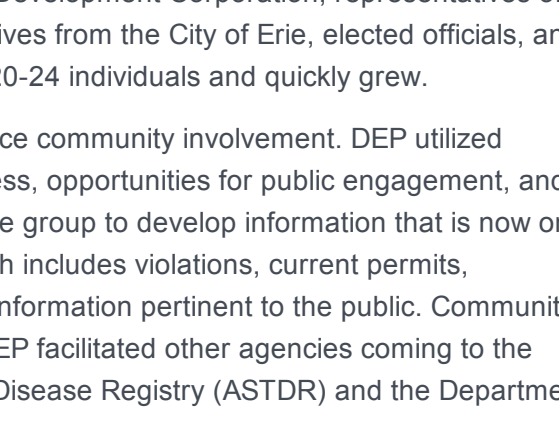 Development Corporation, representatives o
ives from the City of Erie, elected officials, an
20-24 individuals and quickly grew.
ce community involvement. DEP utilized
ess, opportunities for public engagement, and
e group to develop information that is now on
h includes violations, current permits,
nformation pertinent to the public. Communit
EP facilitated other agencies coming to the
Disease Registry (ASTDR) and the Departme